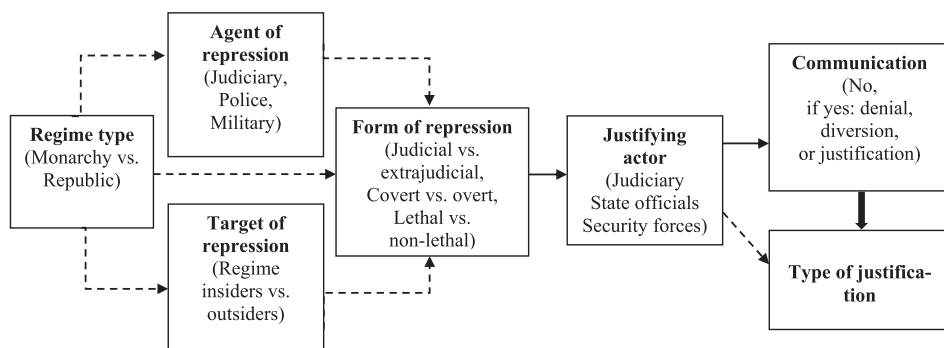 Agent of
repression
(Judiciary,
Police,
Military)
Regime type
(Monarchy vs.
Republic)
Target of
repression
(Regime
insiders vs.
outsiders)
Form of repression
(Judicial vs.
extrajudicial,
Covert vs. overt,
Lethal vs.
non-lethal)
Justifying
actor
(Judiciary
State officials
Security forces)
Communication
(No,
if yes: denial,
diversion,
or justification)
Type of justifica-
tion